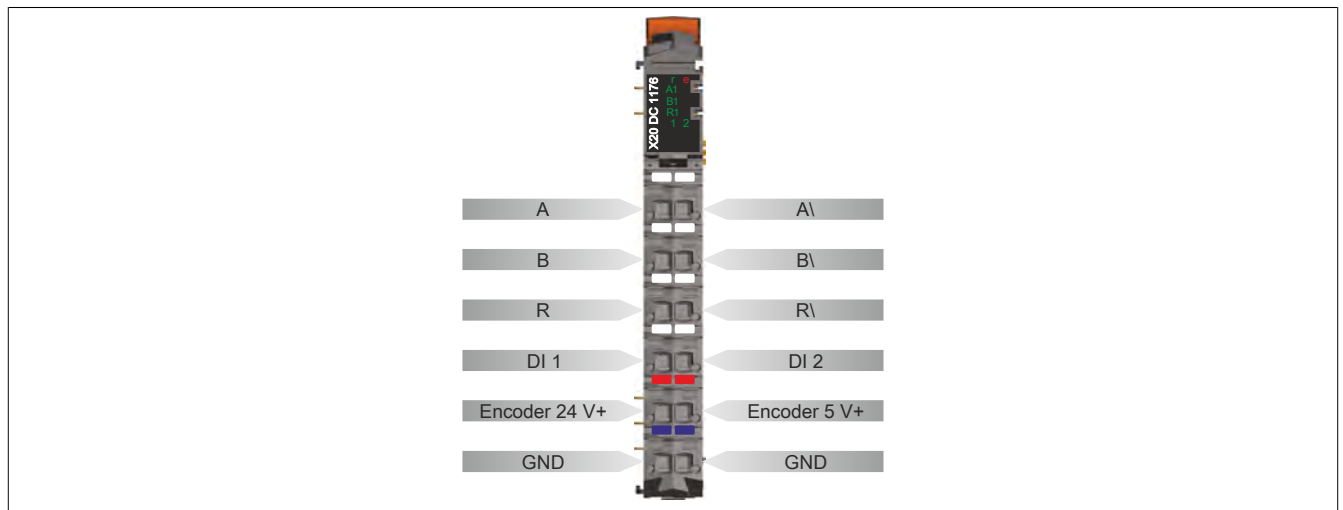 X20 DC 1176
r e
A1
B1
R1
1 2
A A\
B B\
R R\
DI 1 DI 2
Encoder 24 V+ Encoder 5 V+
GND GND